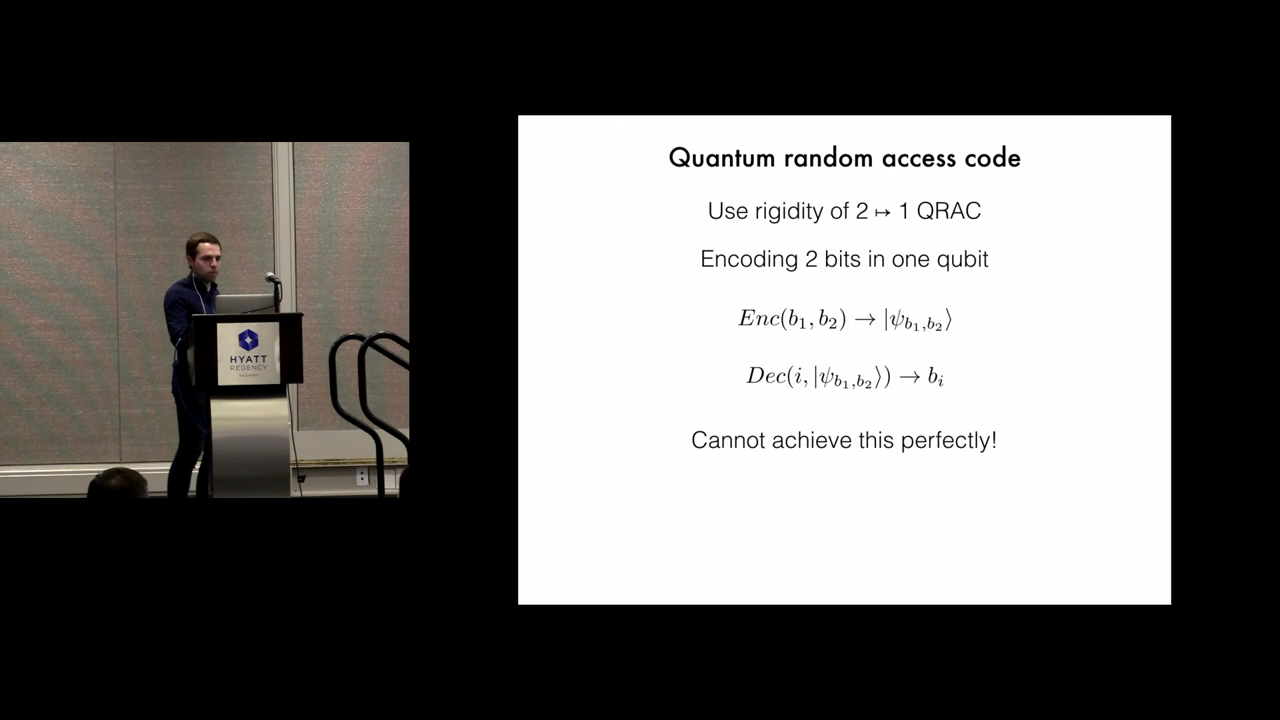 HYATT
REGENCY
Quantum random access code
Use rigidity of 2 ↦ 1 QRAC
Encoding 2 bits in one qubit
Enc(b₁, b₂) → |ψ_{b₁,b₂}⟩
Dec(i, |ψ_{b₁,b₂}⟩) → bᵢ
Cannot achieve this perfectly!